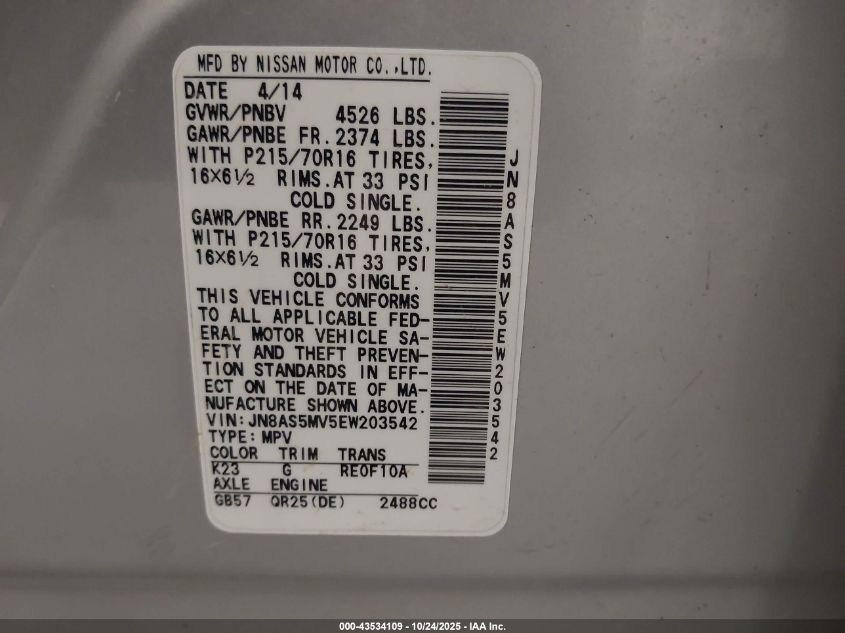 MFD BY NISSAN MOTOR CO.,LTD.
DATE 4/14
GVWR/PNBV 4526 LBS.
GAWR/PNBE FR. 2374 LBS.
WITH P215/70R16 TIRES,
16×6½ RIMS.AT 33 PSI
COLD SINGLE.
GAWR/PNBE RR. 2249 LBS.
WITH P215/70R16 TIRES,
16×6½ RIMS.AT 33 PSI
COLD SINGLE.
THIS VEHICLE CONFORMS
TO ALL APPLICABLE FED-
ERAL MOTOR VEHICLE SA-
FETY AND THEFT PREVEN-
TION STANDARDS IN EFF-
ECT ON THE DATE OF MA-
NUFACTURE SHOWN ABOVE.
VIN: JN8AS5MV5EW203542
TYPE: MPV
COLOR TRIM TRANS
K23 G RE0F10A
AXLE ENGINE
GB57 QR25(DE) 2488CC
JN8AS5MV5EW203542
000-43534109 - 10/24/2025 - IAA Inc.